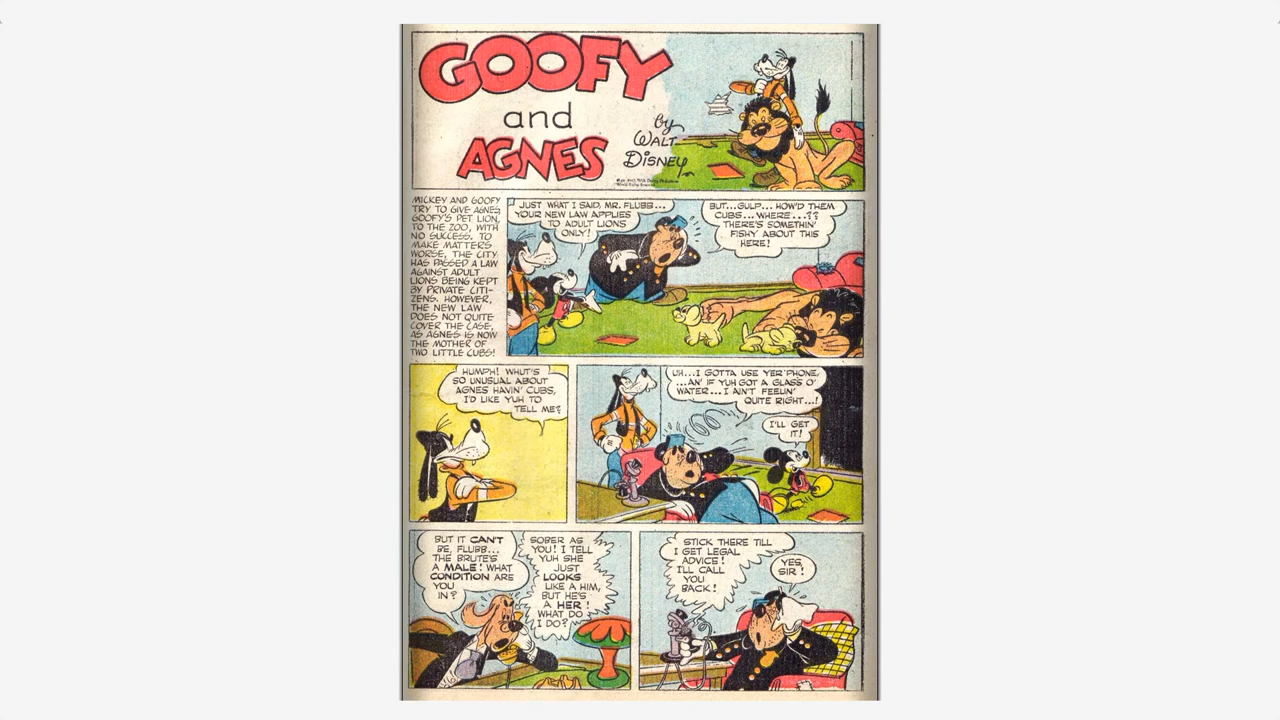 GOOFY
and
AGNES
by
WALT
DISNEY
MICKEY AND GOOFY
TRY TO GIVE AGNES,
GOOFY'S PET LION,
TO THE ZOO, WITH
NO SUCCESS. TO
MAKE MATTERS
WORSE, THE CITY
HAS PASSED A LAW
AGAINST ADULT
LIONS BEING KEPT
BY PRIVATE CITI-
ZENS. HOWEVER,
THE NEW LAW
DOES NOT QUITE
COVER THE CASE,
AS AGNES IS NOW
THE MOTHER OF
TWO LITTLE CUBS!
JUST WHAT I SAID, MR. FLUBB...
YOUR NEW LAW APPLIES
TO ADULT LIONS
ONLY!
BUT...GULP... HOW'D THEM
CUBS...WHERE...??
THERE'S SOMETHIN'
FISHY ABOUT THIS
HERE!
HUMPH! WHUT'S
SO UNUSUAL ABOUT
AGNES HAVIN' CUBS,
I'D LIKE YUH TO
TELL ME?
UH...I GOTTA USE YER 'PHONE,
...AN' IF YUH GOT A GLASS O'
WATER...I AIN'T FEELIN'
QUITE RIGHT...!
I'LL GET
IT!
BUT IT CAN'T
BE, FLUBB...
THE BRUTE'S
A MALE! WHAT
CONDITION ARE
YOU
IN?
SOBER AS
YOU! I TELL
YUH SHE
JUST
LOOKS
LIKE A HIM,
BUT HE'S
A HER!
WHAT DO
I DO?
STICK THERE TILL
I GET LEGAL
ADVICE!
I'LL CALL
YOU
BACK!
YES,
SIR!